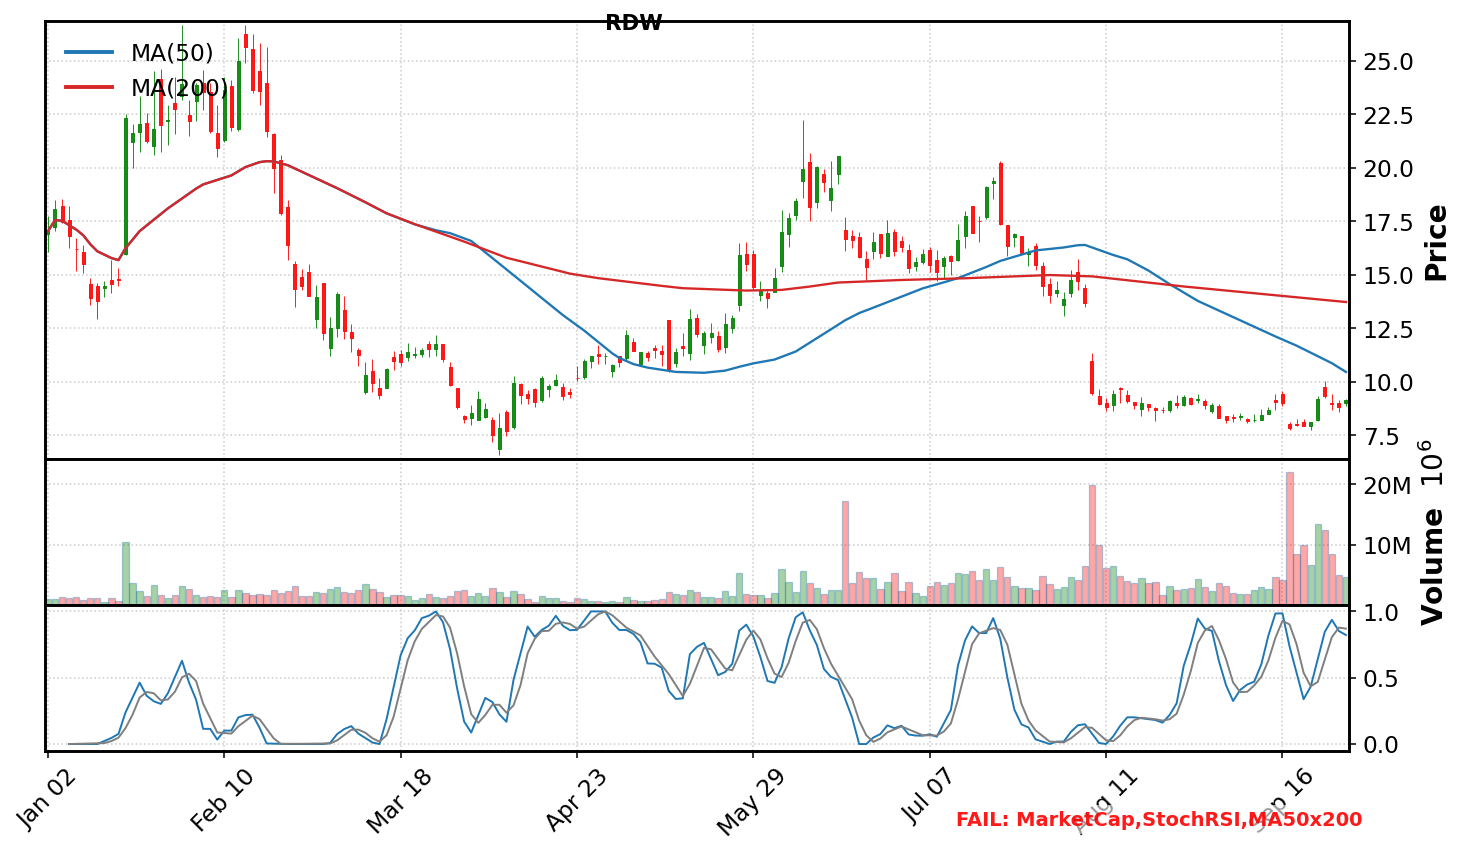 RDW
MA(50)
MA(200)
25.0
22.5
20.0
17.5
15.0
12.5
10.0
7.5
Price
20M
10M
Volume 10^6
1.0
0.5
0.0
Jan 02
Feb 10
Mar 18
Apr 23
May 29
Jul 07
Aug 11
Sep 16
FAIL: MarketCap,StochRSI,MA50x200